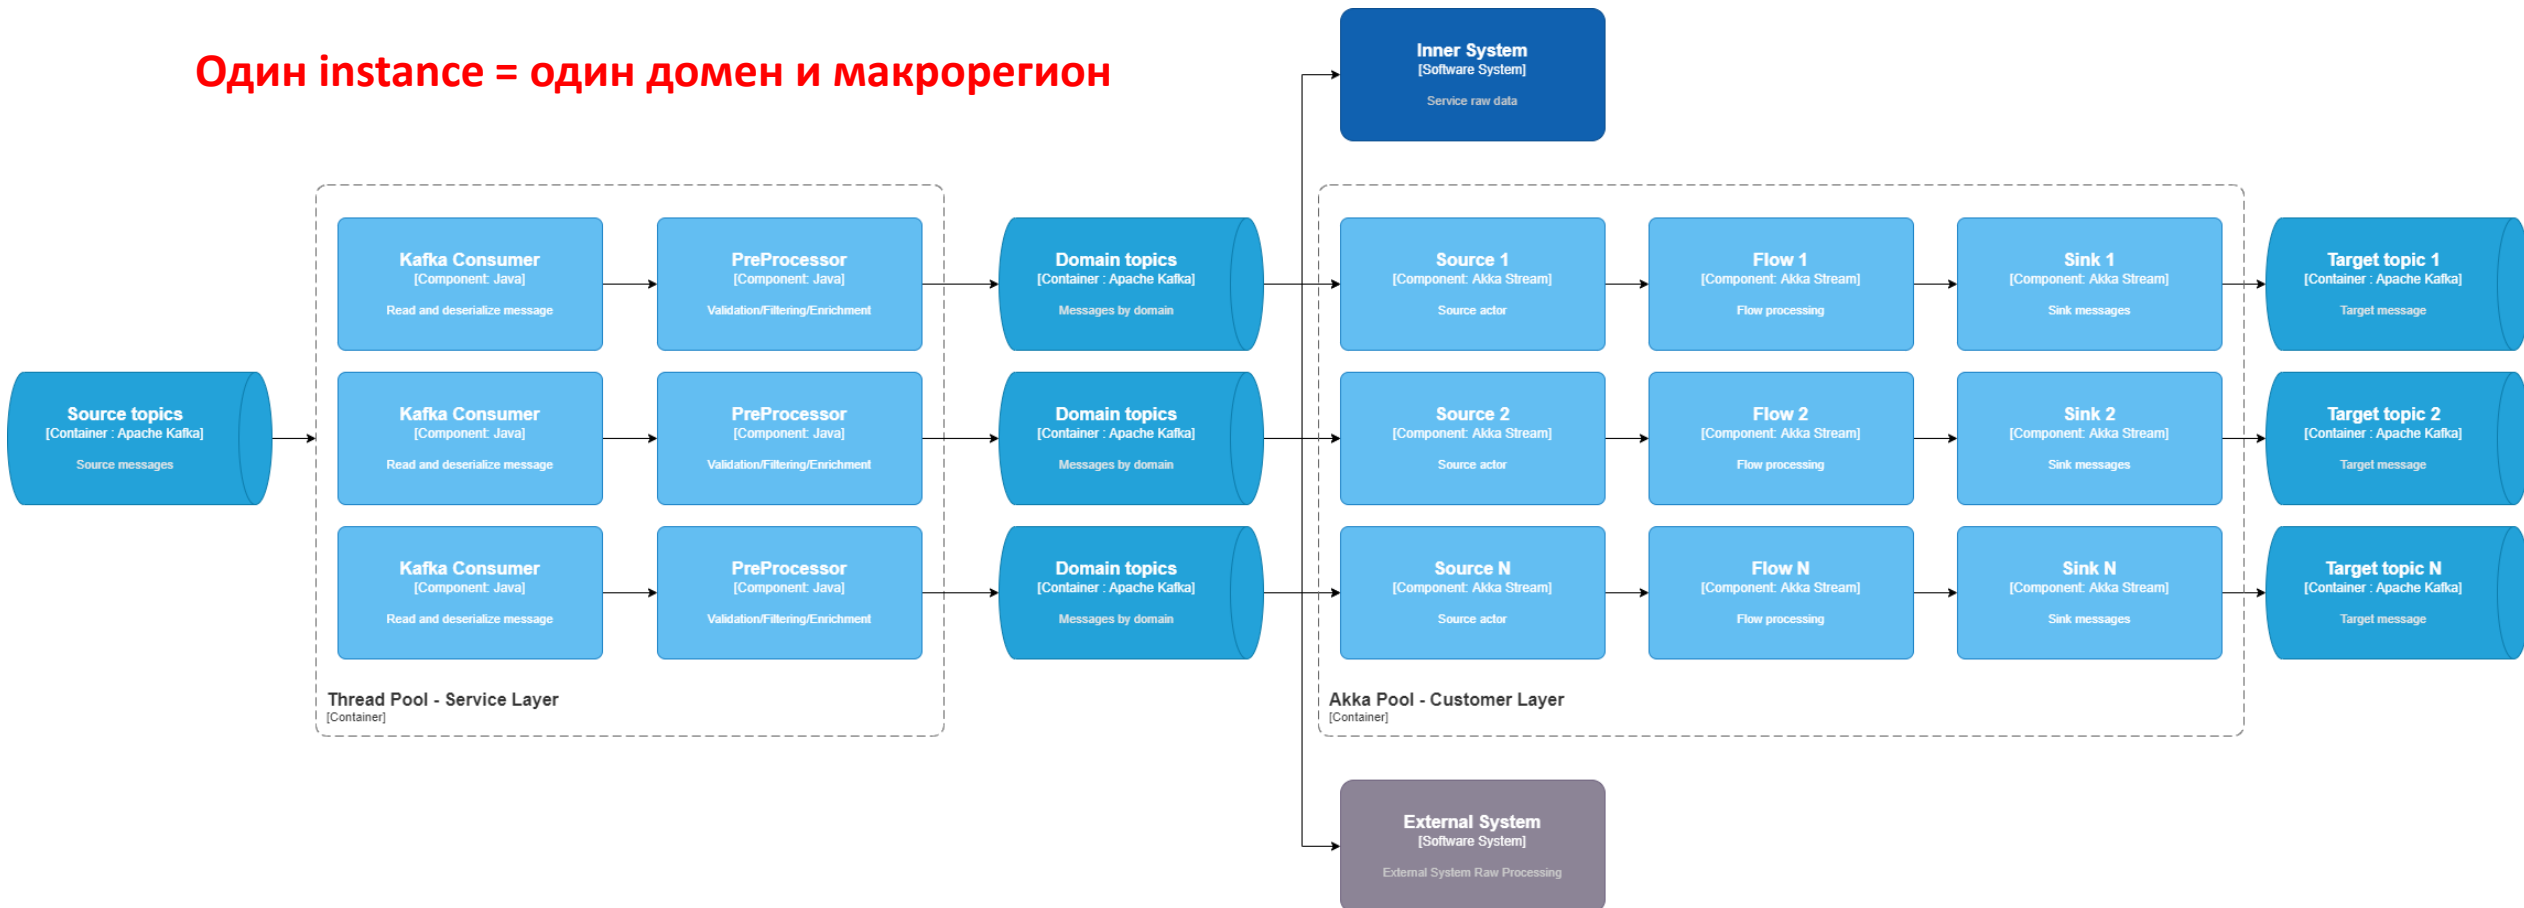 Один instance = один домен и макрорегион
Inner System
[Software System]
Service raw data
Source topics
[Container : Apache Kafka]
Source messages
Kafka Consumer
[Component: Java]
Read and deserialize message
PreProcessor
[Component: Java]
Validation/Filtering/Enrichment
Kafka Consumer
[Component: Java]
Read and deserialize message
PreProcessor
[Component: Java]
Validation/Filtering/Enrichment
Kafka Consumer
[Component: Java]
Read and deserialize message
PreProcessor
[Component: Java]
Validation/Filtering/Enrichment
Thread Pool - Service Layer
[Container]
Domain topics
[Container : Apache Kafka]
Messages by domain
Domain topics
[Container : Apache Kafka]
Messages by domain
Domain topics
[Container : Apache Kafka]
Messages by domain
Source 1
[Component: Akka Stream]
Source actor
Flow 1
[Component: Akka Stream]
Flow processing
Sink 1
[Component: Akka Stream]
Sink messages
Source 2
[Component: Akka Stream]
Source actor
Flow 2
[Component: Akka Stream]
Flow processing
Sink 2
[Component: Akka Stream]
Sink messages
Source N
[Component: Akka Stream]
Source actor
Flow N
[Component: Akka Stream]
Flow processing
Sink N
[Component: Akka Stream]
Sink messages
Akka Pool - Customer Layer
[Container]
Target topic 1
[Container : Apache Kafka]
Target message
Target topic 2
[Container : Apache Kafka]
Target message
Target topic N
[Container : Apache Kafka]
Target message
External System
[Software System]
External System Raw Processing